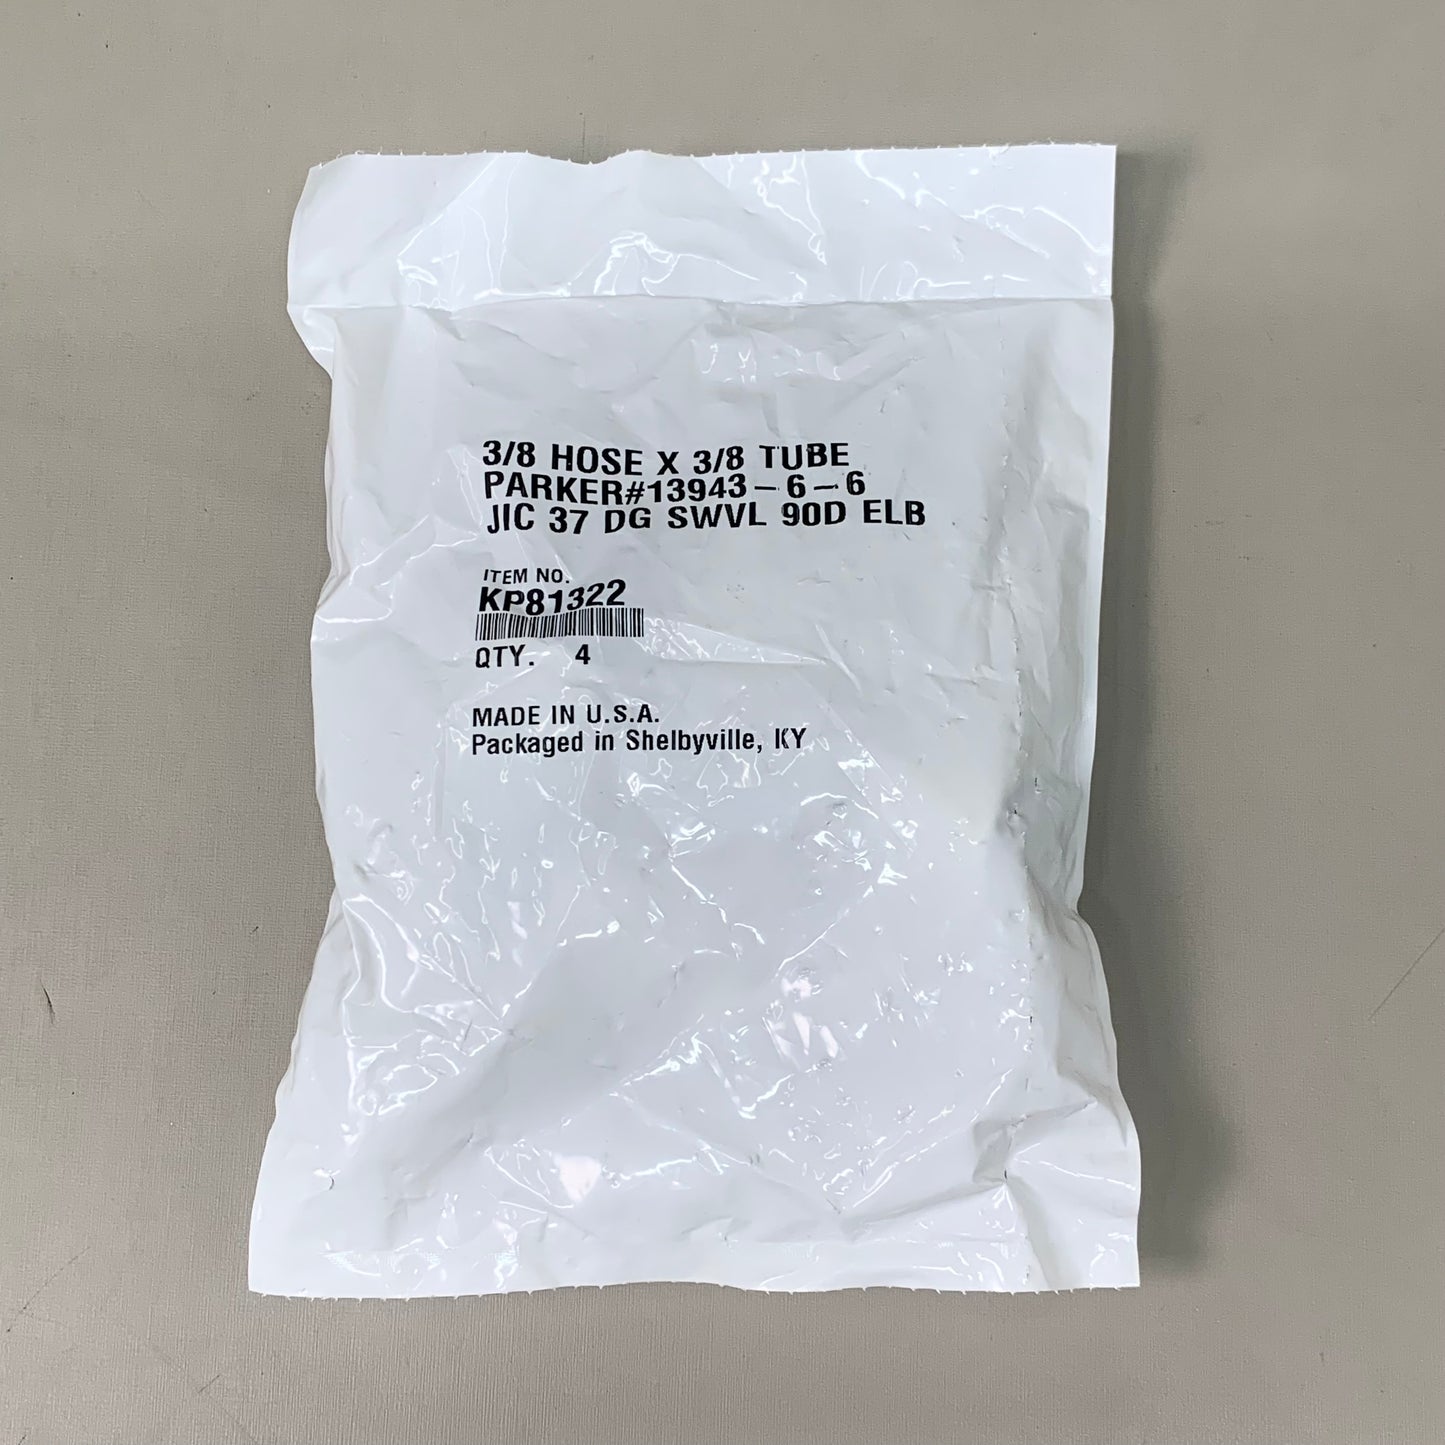 3/8 HOSE X 3/8 TUBE
PARKER#13943-6-6
JIC 37 DG SWVL 90D ELB
ITEM NO.
KP81322
QTY. 4
MADE IN U.S.A.
Packaged in Shelbyville, KY